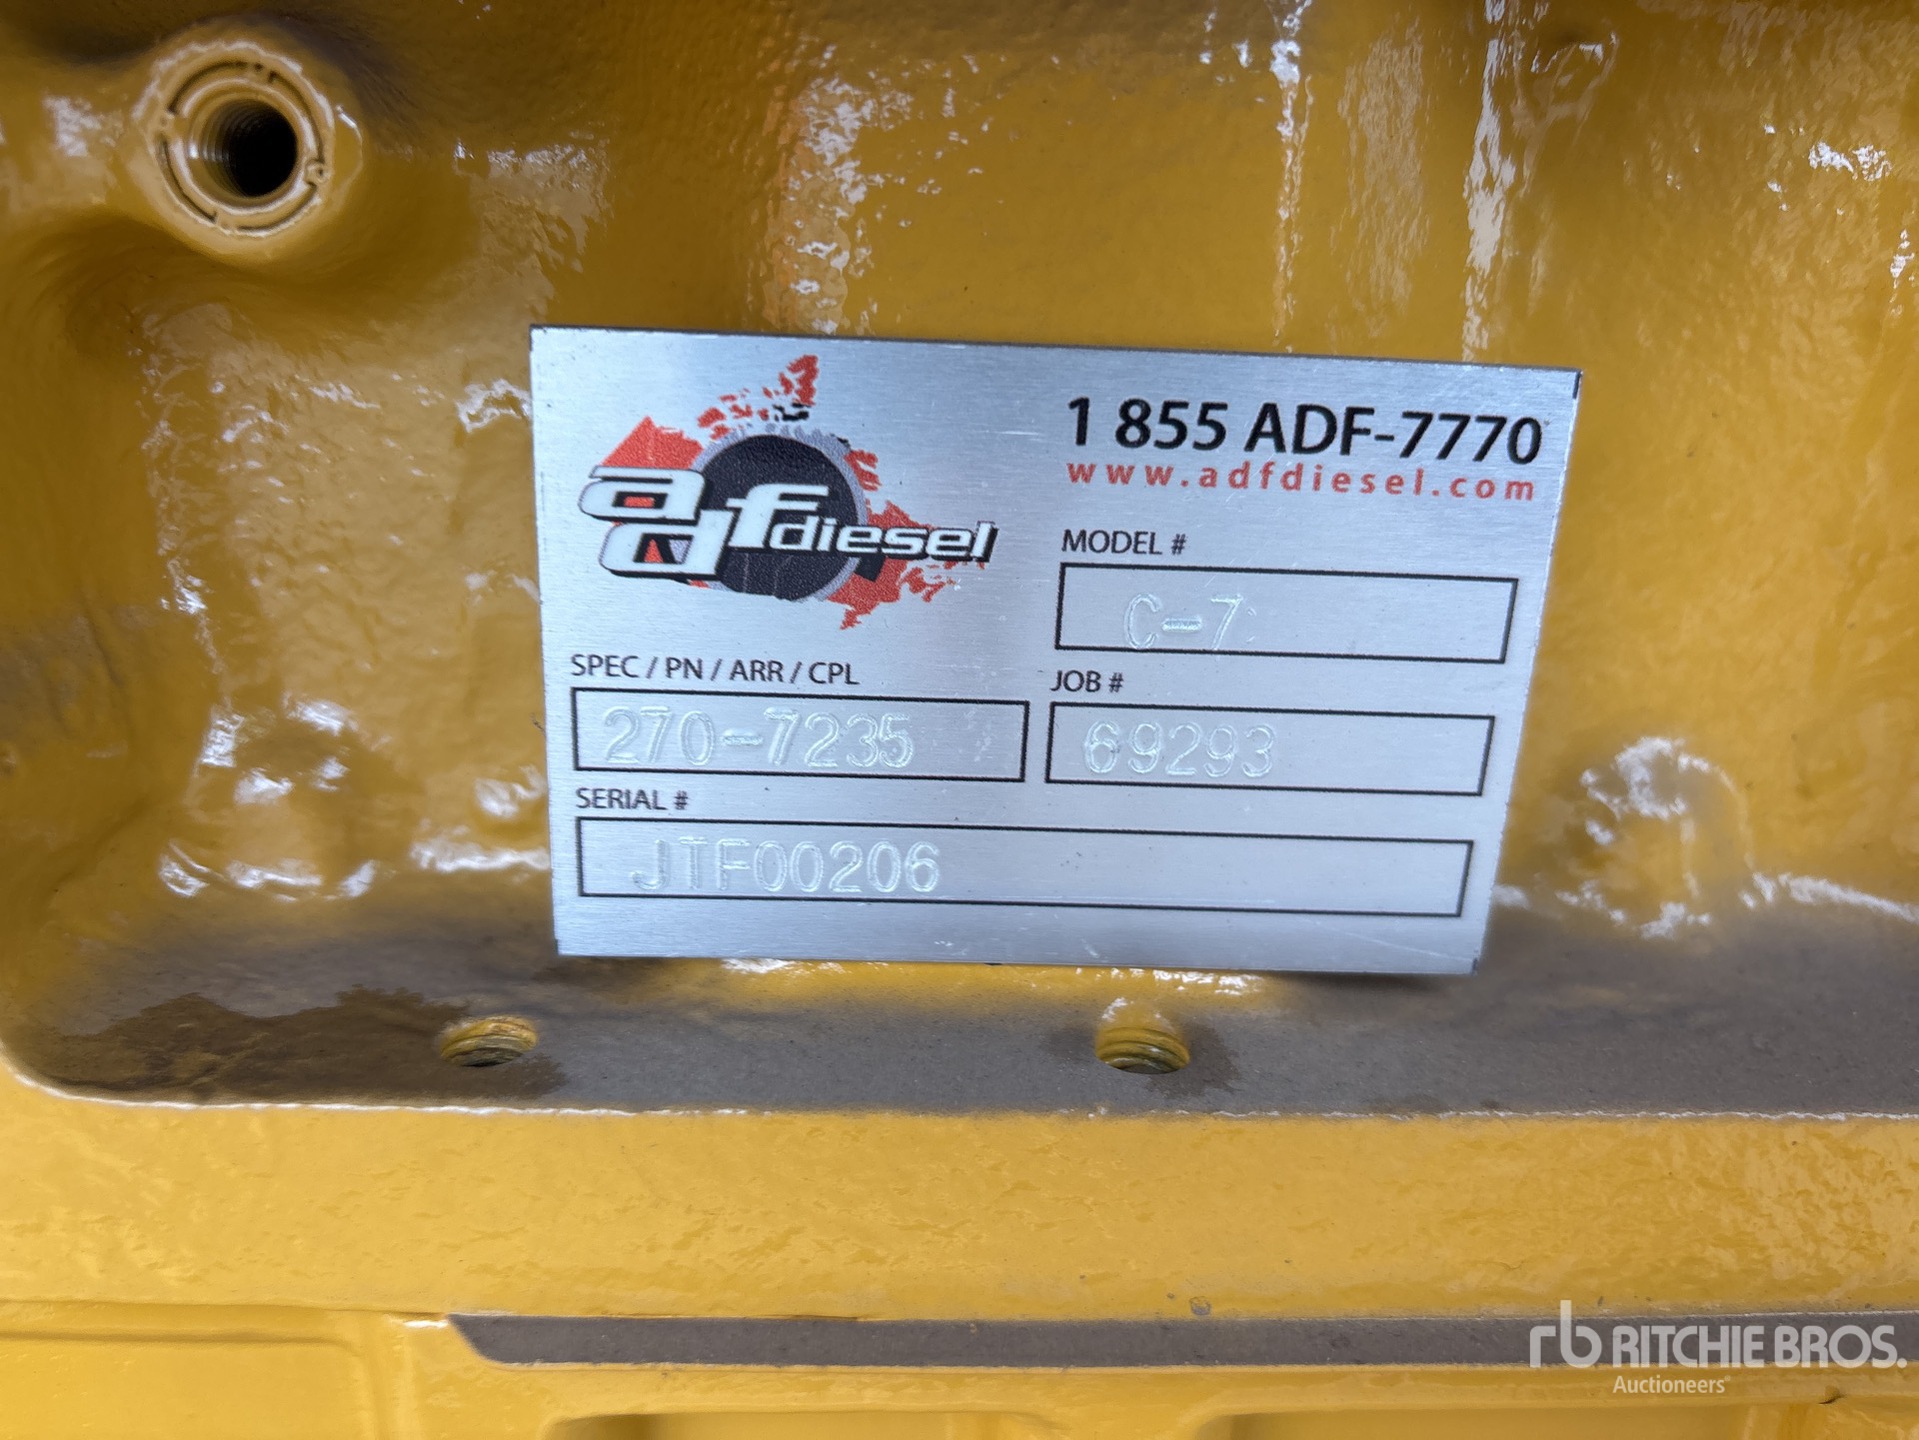 adfdiesel
1 855 ADF-7770
www.adfdiesel.com
MODEL #
C-7
SPEC / PN / ARR / CPL
270-7235
JOB #
69293
SERIAL #
JTF00206
rb RITCHIE BROS.
Auctioneers